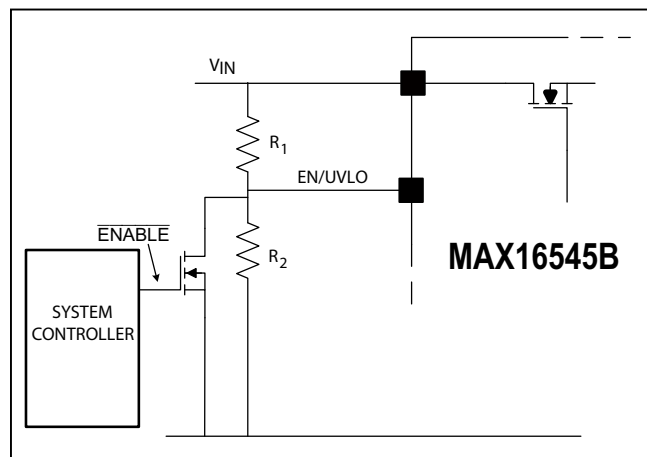 VIN
R1
EN/UVLO
ENABLE
R2
MAX16545B
SYSTEM
CONTROLLER